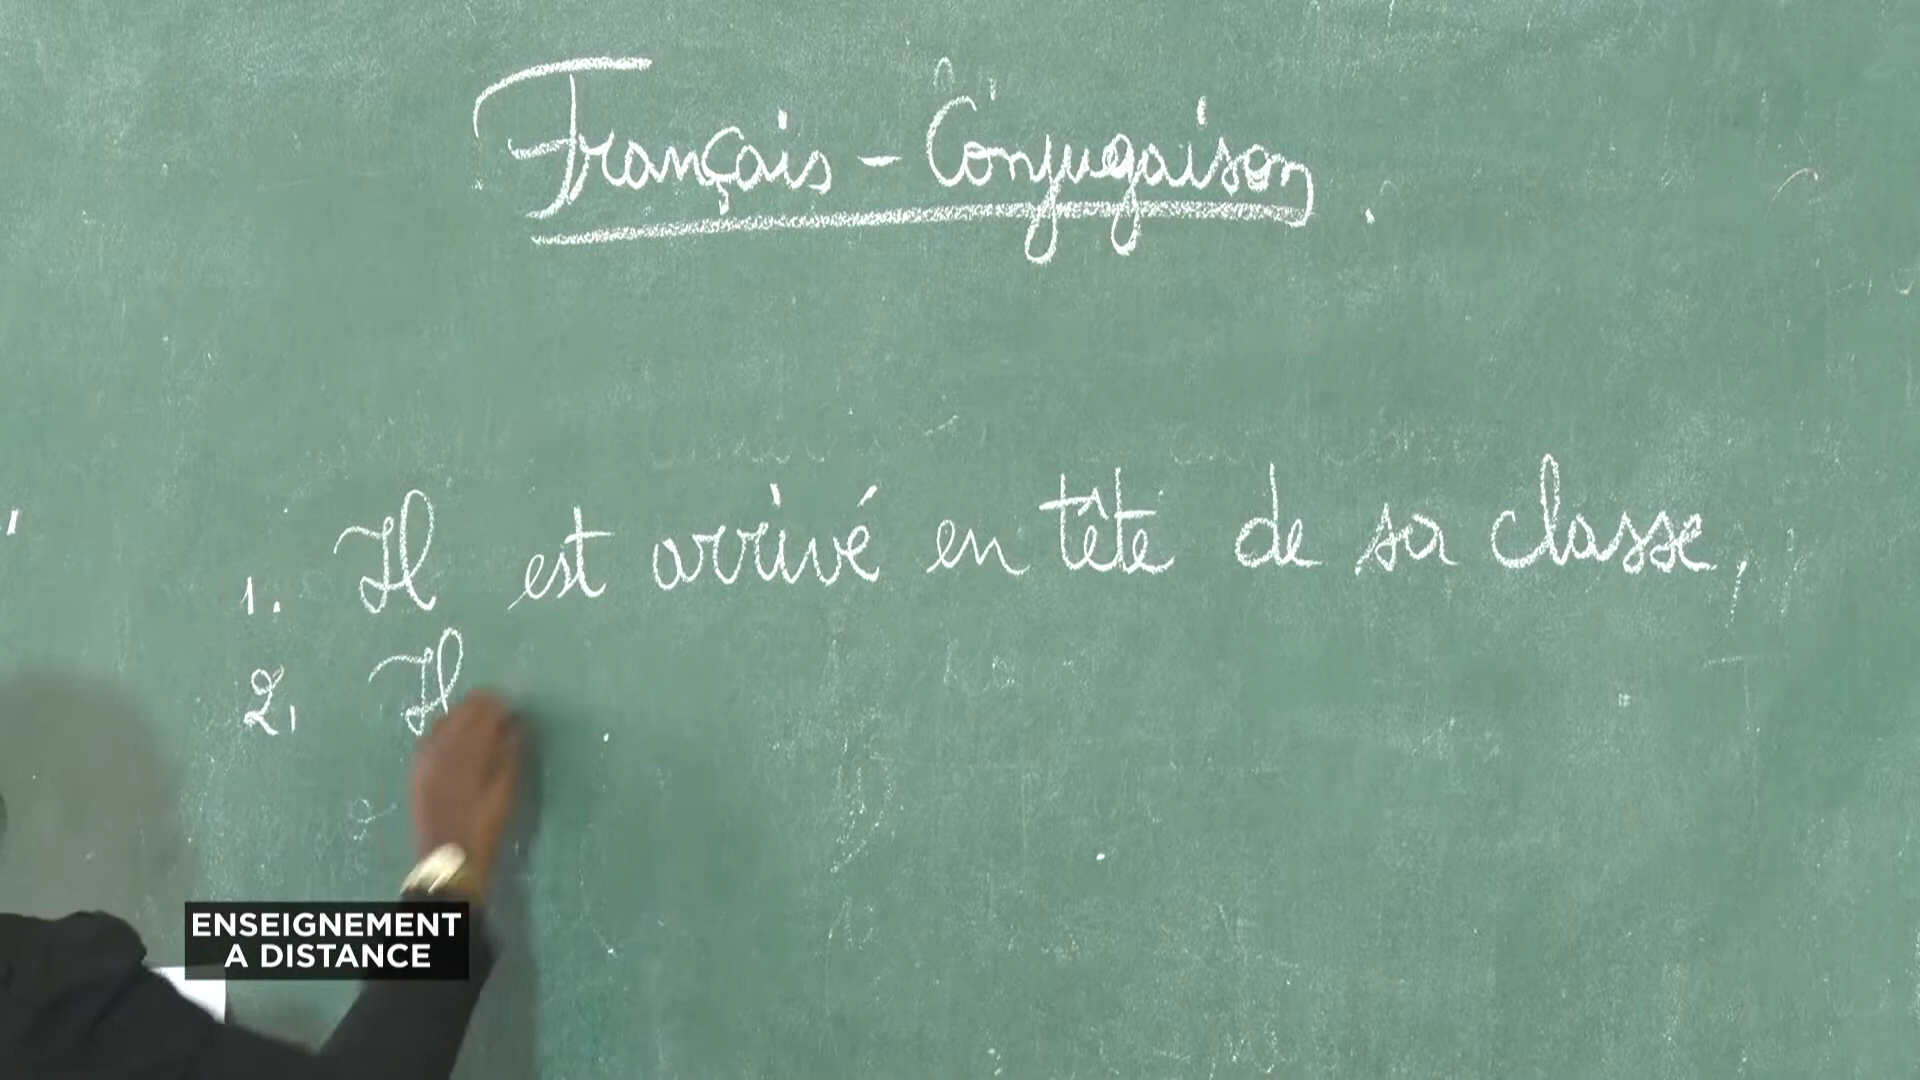 Français - Conjugaison
1. Il est arrivé en tête de sa classe,
2. Il
ENSEIGNEMENT
A DISTANCE